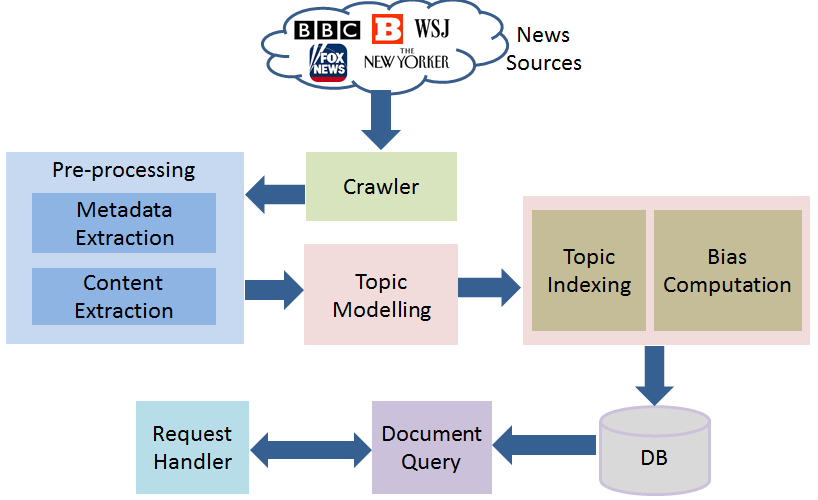 BBC
B
WSJ
News
Sources
FOX
NEWS
THE
NEW YORKER
Pre-processing
Crawler
Metadata
Extraction
Content
Extraction
Topic
Modelling
Topic
Indexing
Bias
Computation
Request
Handler
Document
Query
DB